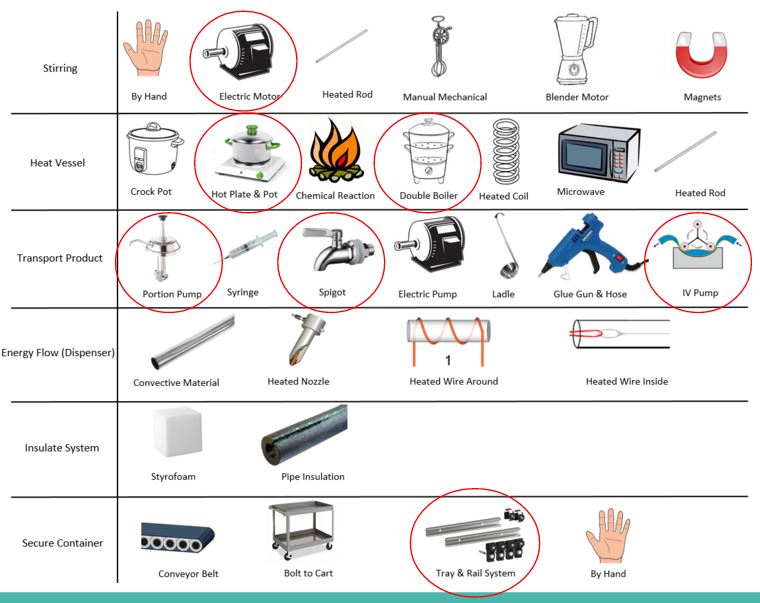 Stirring
By Hand
Electric Motor
Heated Rod
Manual Mechanical
Blender Motor
Magnets
Heat Vessel
Crock Pot
Hot Plate & Pot
Chemical Reaction
Double Boiler
Heated Coil
Microwave
Heated Rod
Transport Product
Portion Pump
Syringe
Spigot
Electric Pump
Ladle
Glue Gun & Hose
IV Pump
Energy Flow (Dispenser)
Convective Material
Heated Nozzle
1
Heated Wire Around
Heated Wire Inside
Insulate System
Styrofoam
Pipe Insulation
Secure Container
Conveyor Belt
Bolt to Cart
Tray & Rail System
By Hand